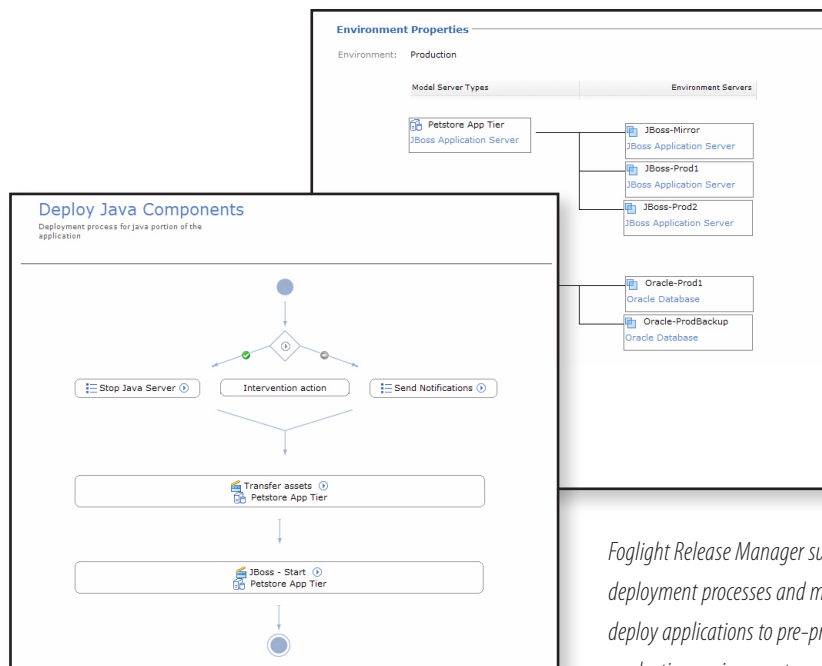 Environment Properties
Environment: Production
Model Server Types Environment Servers
Petstore App Tier
JBoss Application Server
JBoss-Mirror
JBoss Application Server
JBoss-Prod1
JBoss Application Server
JBoss-Prod2
JBoss Application Server
Oracle-Prod1
Oracle Database
Oracle-ProdBackup
Oracle Database
Deploy Java Components
Deployment process for java portion of the
application
Stop Java Server
Intervention action
Send Notifications
Transfer assets
Petstore App Tier
JBoss - Start
Petstore App Tier
Foglight Release Manager su
deployment processes and m
deploy applications to pre-pr